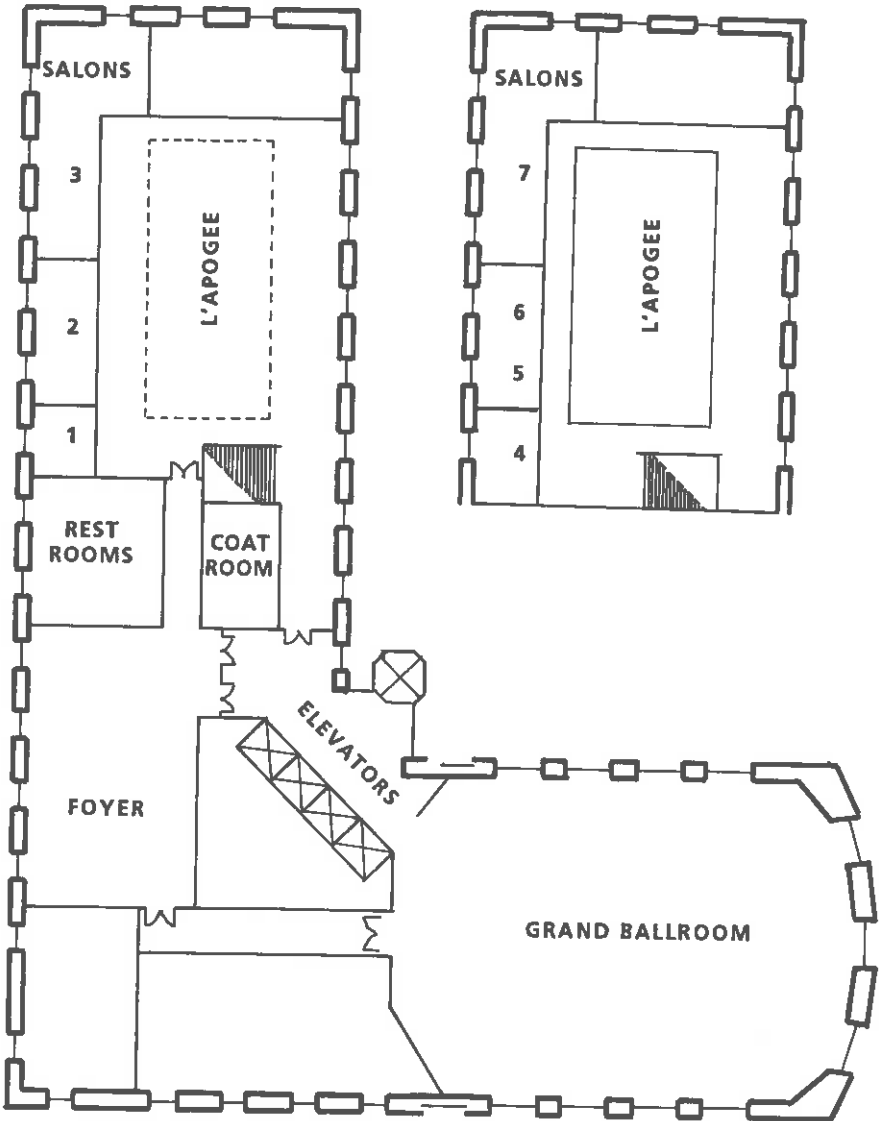 SALONS
3
L'APOGEE
2
1
REST
ROOMS
COAT
ROOM
ELEVATORS
FOYER
GRAND BALLROOM
SALONS
7
L'APOGEE
6
5
4